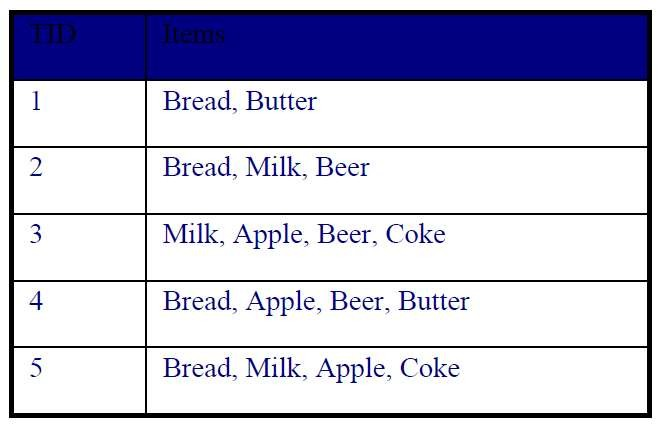 TID Items
1 Bread, Butter
2 Bread, Milk, Beer
3 Milk, Apple, Beer, Coke
4 Bread, Apple, Beer, Butter
5 Bread, Milk, Apple, Coke